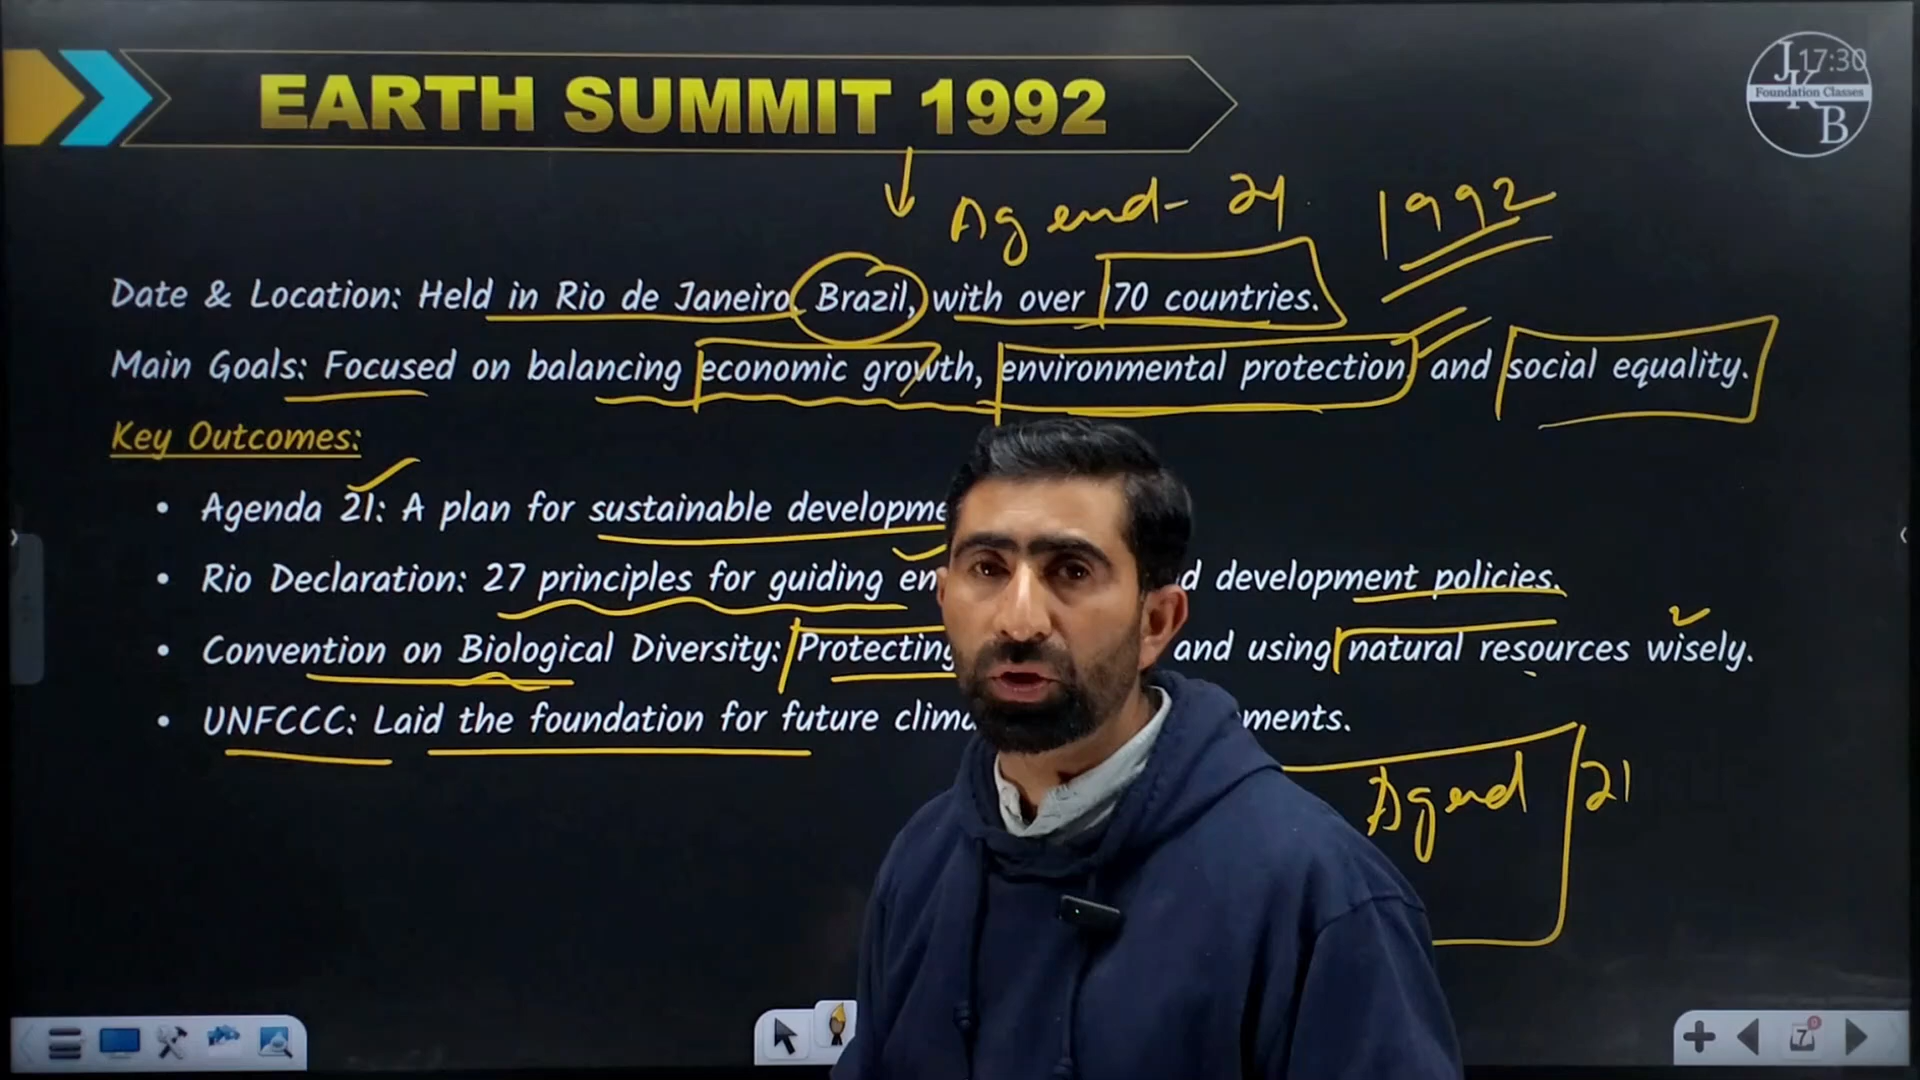 EARTH SUMMIT 1992
17:30
J K B
Foundation Classes
Agend- 21
1992
Date & Location: Held in Rio de Janeiro, Brazil, with over 170 countries.
Main Goals: Focused on balancing economic growth, environmental protection, and social equality.
Key Outcomes:
• Agenda 21: A plan for sustainable developme
• Rio Declaration: 27 principles for guiding en d development policies.
• Convention on Biological Diversity: Protecting and using natural resources wisely.
• UNFCCC: Laid the foundation for future clima ments.
Agend 21
7